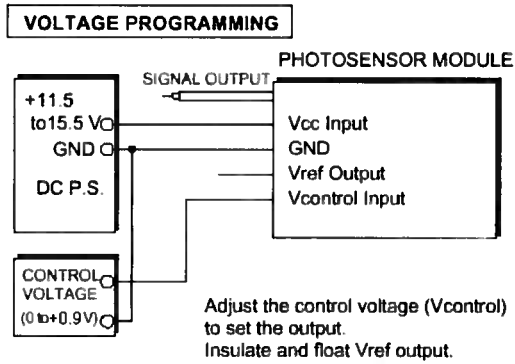 VOLTAGE PROGRAMMING
PHOTOSENSOR MODULE
SIGNAL OUTPUT
+11.5
to15.5 V
GND
DC P.S.
Vcc Input
GND
Vref Output
Vcontrol Input
CONTROL
VOLTAGE
(0 to+0.9V)
Adjust the control voltage (Vcontrol)
to set the output.
Insulate and float Vref output.